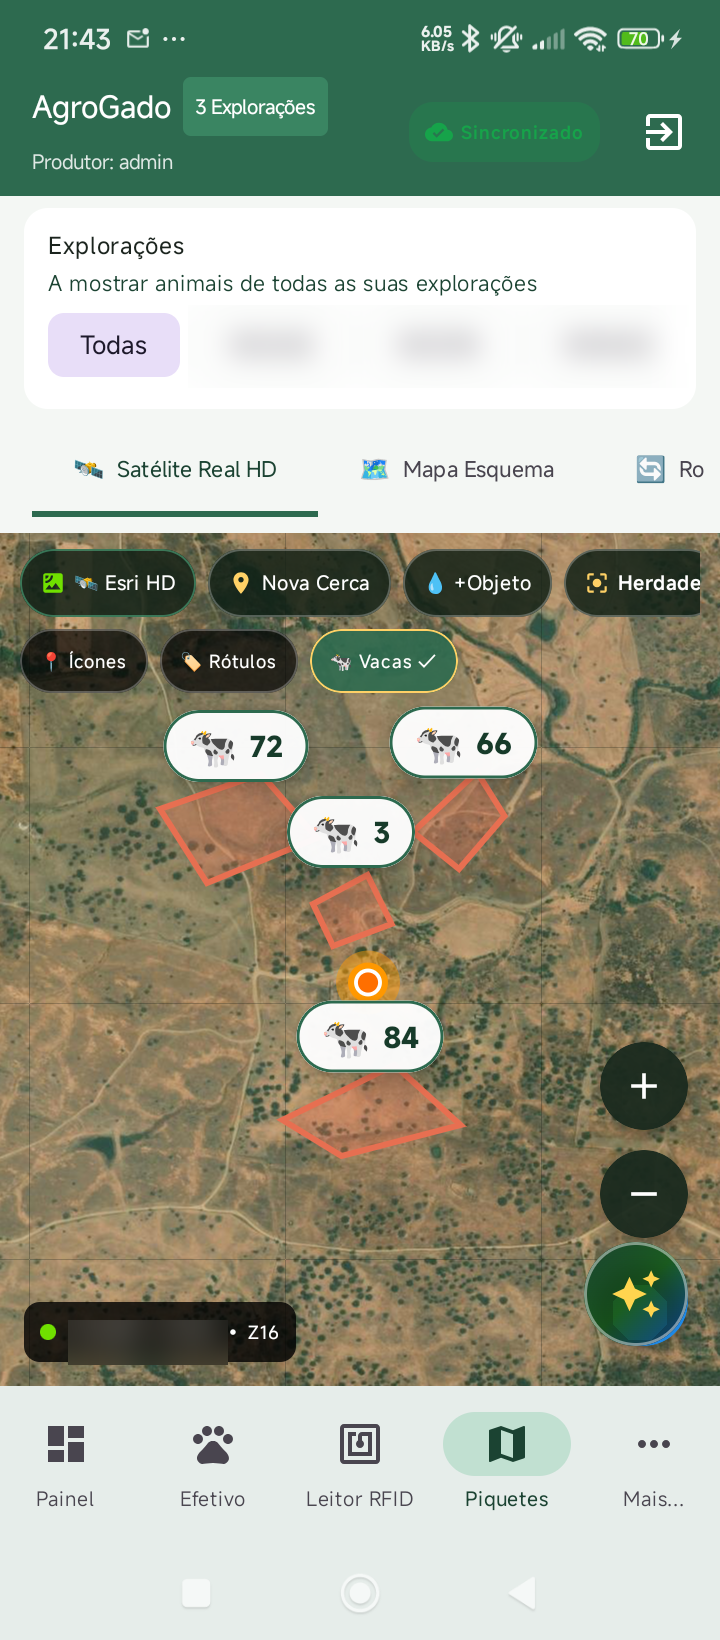 21:43
6.05
KB/s
70
AgroGado
3 Explorações
Sincronizado
Produtor: admin
Explorações
A mostrar animais de todas as suas explorações
Todas
Satélite Real HD
Mapa Esquema
Ro
Esri HD
Nova Cerca
+Objeto
Herdade
Ícones
Rótulos
Vacas
72
66
3
84
+
−
• Z16
Painel
Efetivo
Leitor RFID
Piquetes
Mais...